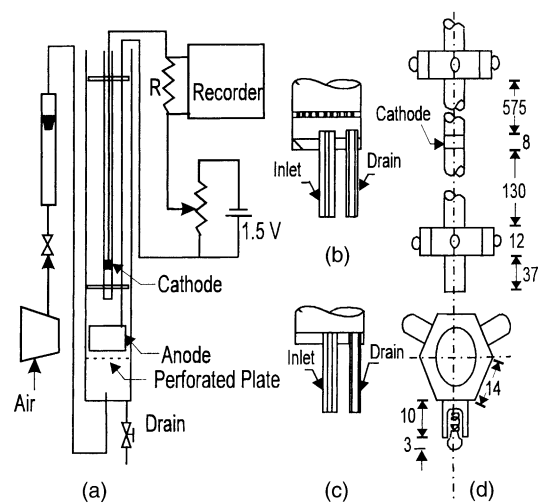 R
Recorder
1.5 V
Cathode
Anode
Perforated Plate
Air
Drain
(a)
Inlet
Drain
(b)
Inlet
Drain
(c)
Cathode
575
8
130
12
37
14
10
3
(d)